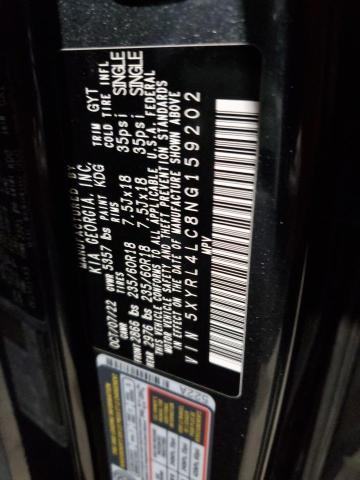 MANUFACTURED BY
KIA GEORGIA, INC.
OCT/07/22 GVWR 5357 lbs PAINT KDG TRIM GYT
GAWR TIRES RIMS COLD TIRE INFL
FRONT 2866 lbs 235/60R18 7.5Jx18 35psi SINGLE
REAR 2976 lbs 235/60R18 7.5Jx18 35psi SINGLE
THIS VEHICLE CONFORMS TO ALL APPLICABLE U.S.A. FEDERAL
MOTOR VEHICLE SAFETY AND THEFT PREVENTION STANDARDS
IN EFFECT ON THE DATE OF MANUFACTURE SHOWN ABOVE.
VIN 5XYRL4LC8NG159202
MPV
522A